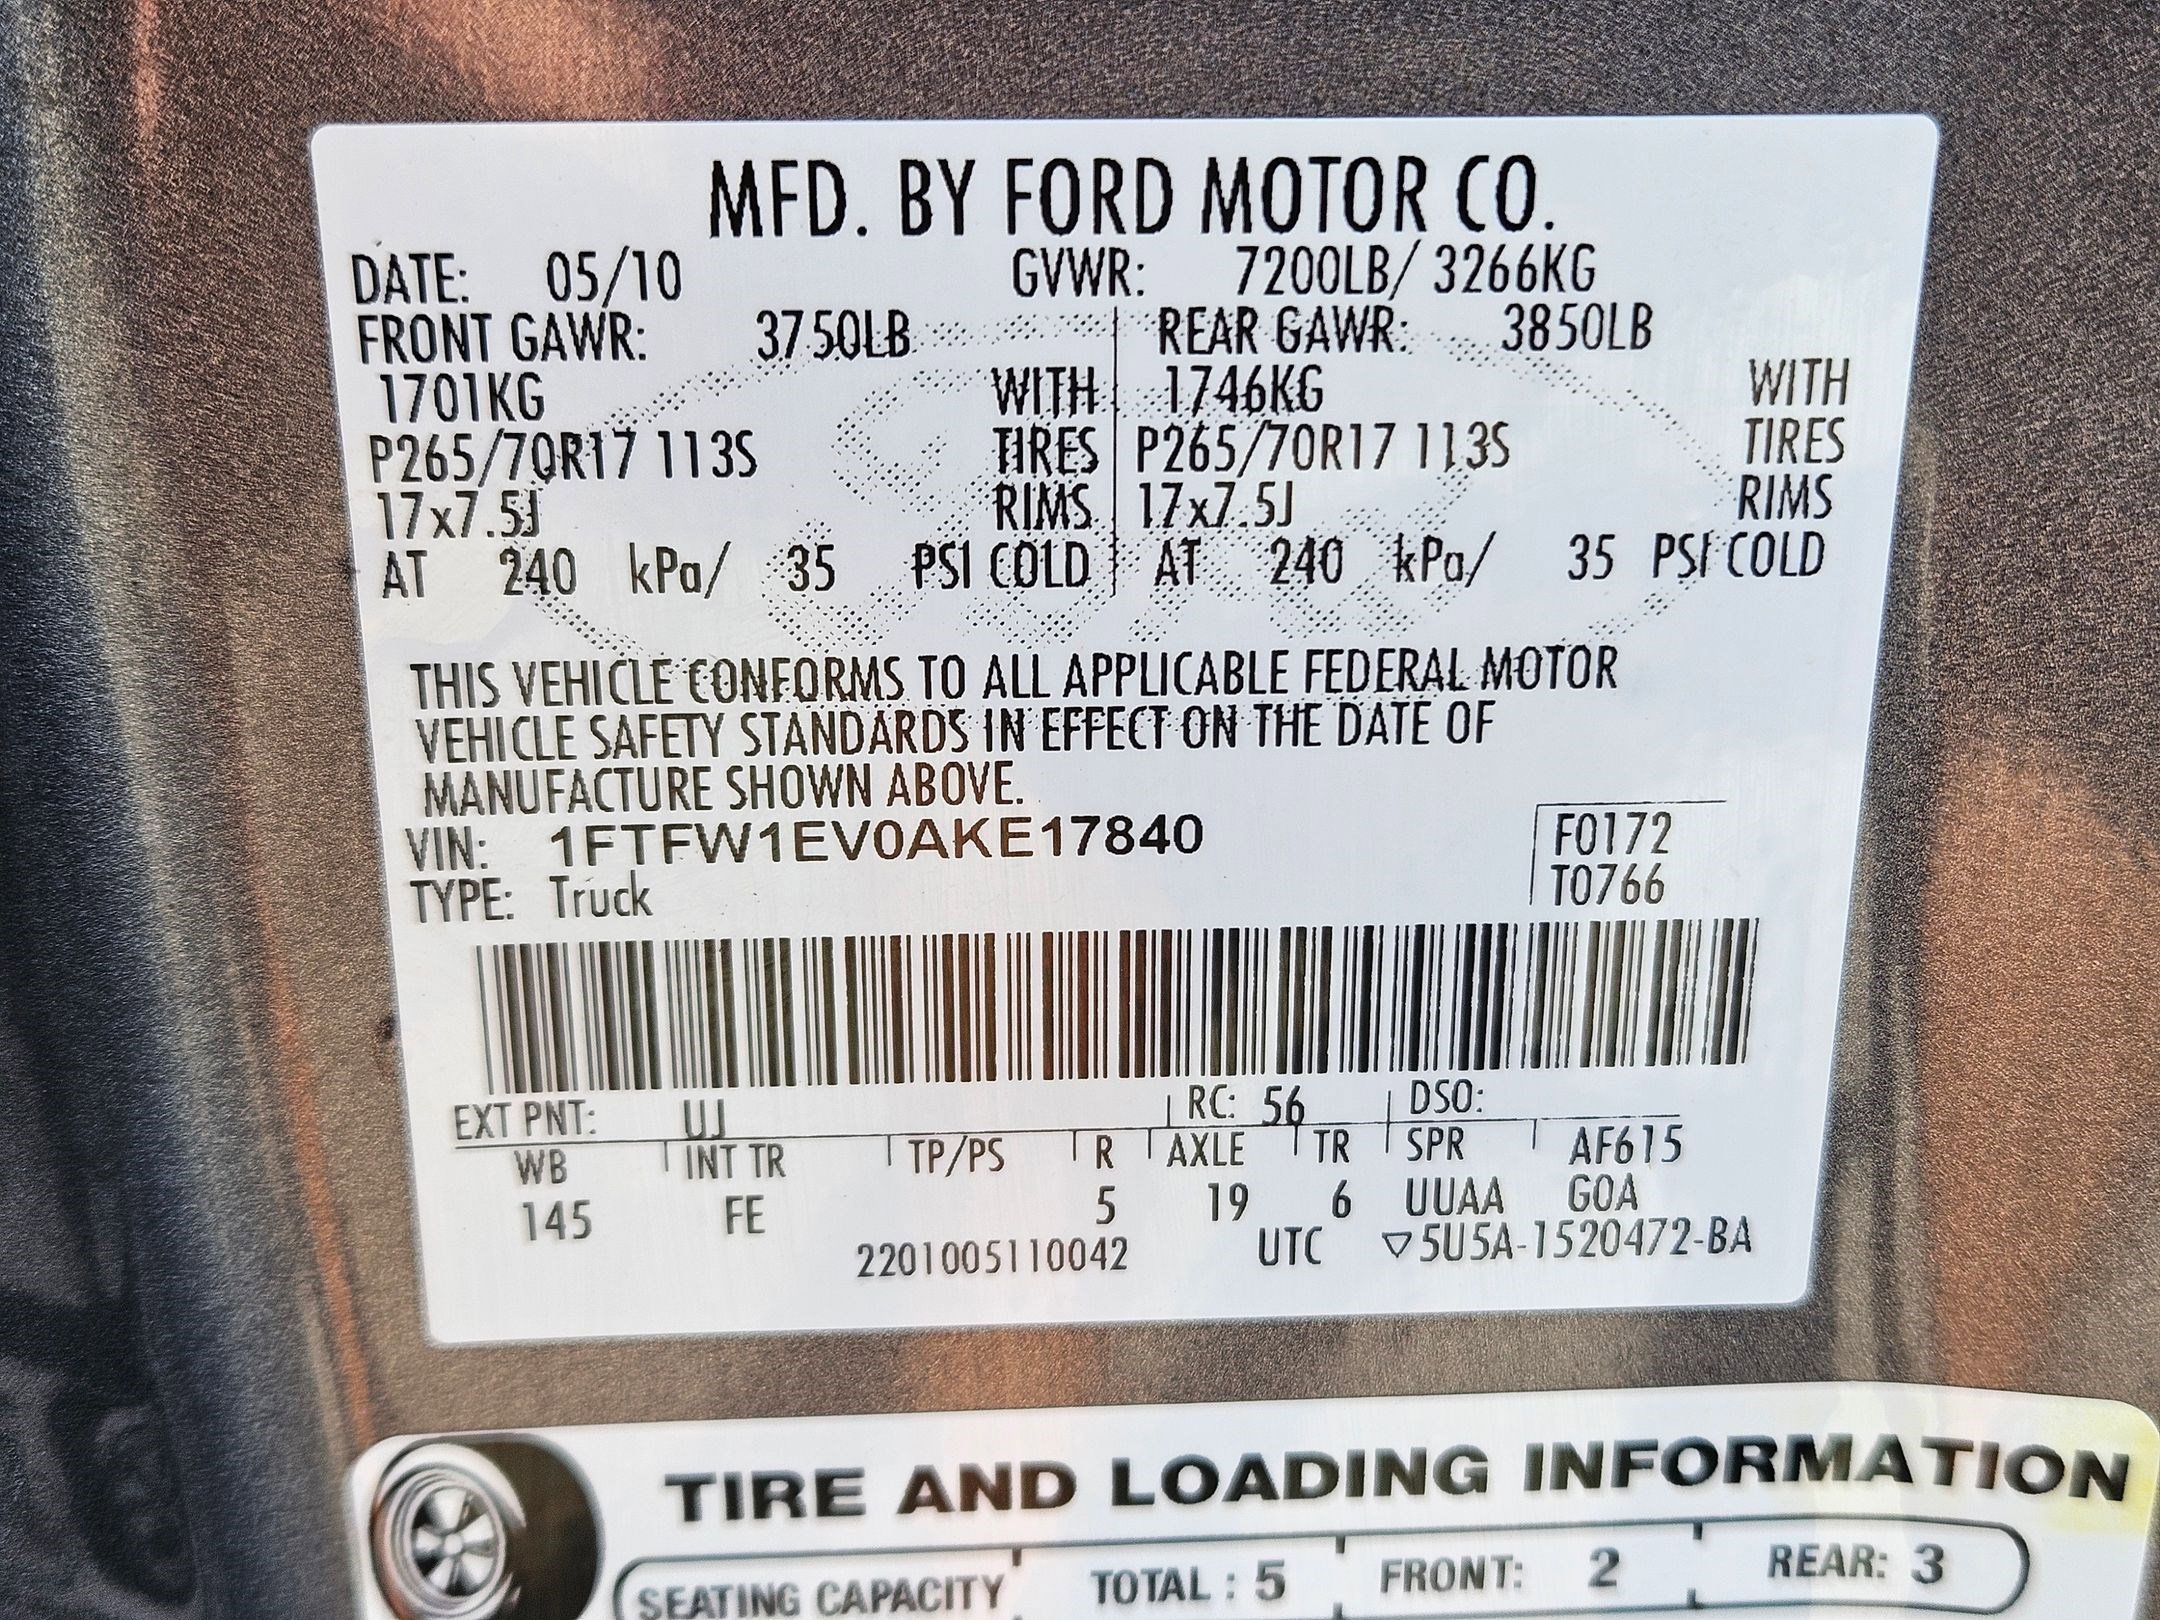 MFD. BY FORD MOTOR CO.
DATE: 05/10 GVWR: 7200LB/ 3266KG
FRONT GAWR: 3750LB REAR GAWR: 3850LB
1701KG WITH 1746KG WITH
P265/70R17 113S TIRES P265/70R17 113S TIRES
17x7.5J RIMS 17x7.5J RIMS
AT 240 kPa/ 35 PSI COLD AT 240 kPa/ 35 PSI COLD
THIS VEHICLE CONFORMS TO ALL APPLICABLE FEDERAL MOTOR
VEHICLE SAFETY STANDARDS IN EFFECT ON THE DATE OF
MANUFACTURE SHOWN ABOVE.
VIN: 1FTFW1EV0AKE17840 F0172
TYPE: Truck T0766
EXT PNT: UJ RC: 56 DSO:
WB INT TR TP/PS R AXLE TR SPR AF615
145 FE 5 19 6 UUAA GOA
2201005110042 UTC ▽5U5A-1520472-BA
TIRE AND LOADING INFORMATION
SEATING CAPACITY TOTAL : 5 FRONT: 2 REAR: 3